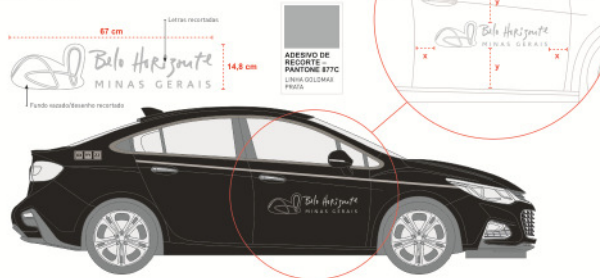 67 cm
Letras recortadas
Belo Horizonte
MINAS GERAIS
14,8 cm
Fundo vazado/desenho recortado
ADESIVO DE
RECORTE –
PANTONE 877C
LINHA GOLDMAX
PRATA
y
Belo Horizonte
MINAS GERAIS
x
x
y
Belo Horizonte
MINAS GERAIS